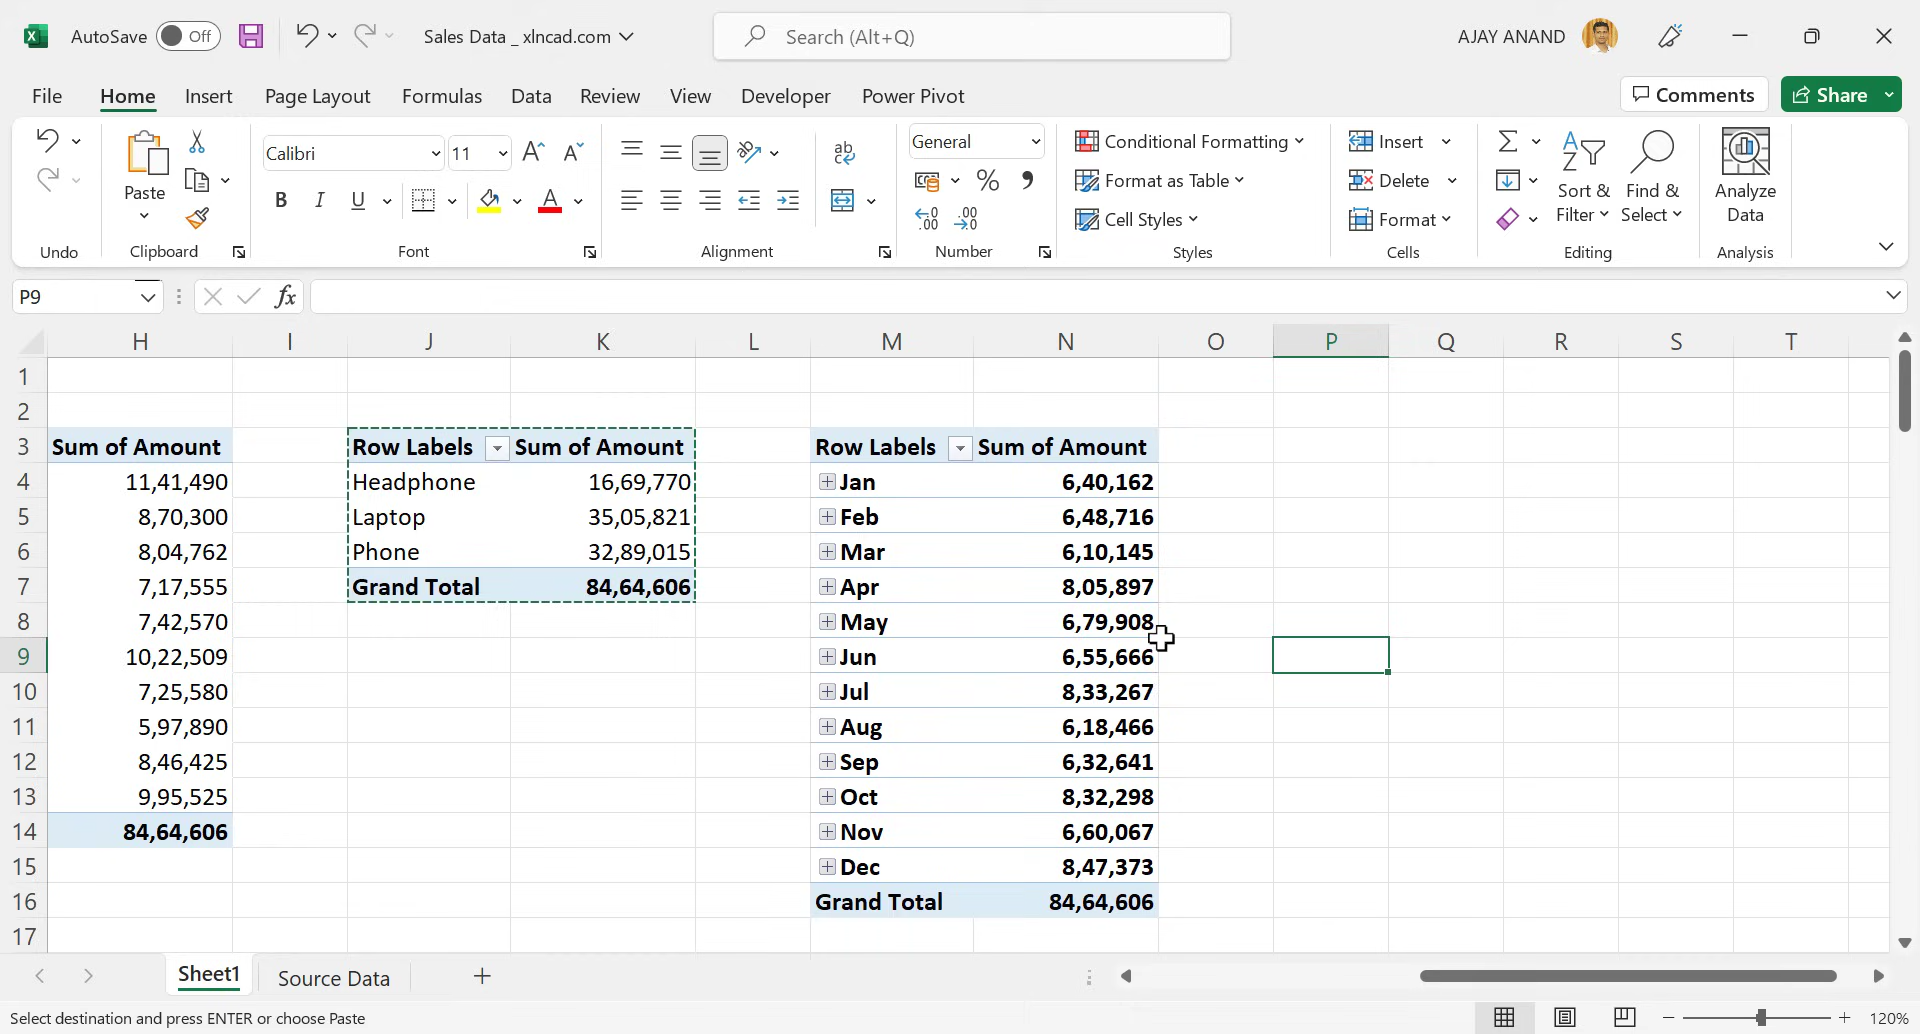 AutoSave Off Sales Data _ xlncad.com Search (Alt+Q) AJAY ANAND
File Home Insert Page Layout Formulas Data Review View Developer Power Pivot Comments Share
Calibri 11 General Conditional Formatting Insert
Paste Format as Table Delete Sort & Find & Analyze
B I U Cell Styles Format Filter Select Data
Undo Clipboard Font Alignment Number Styles Cells Editing Analysis
P9 fx
H I J K L M N O P Q R S T
1
2
3 Sum of Amount Row Labels Sum of Amount Row Labels Sum of Amount
4 11,41,490 Headphone 16,69,770 Jan 6,40,162
5 8,70,300 Laptop 35,05,821 Feb 6,48,716
6 8,04,762 Phone 32,89,015 Mar 6,10,145
7 7,17,555 Grand Total 84,64,606 Apr 8,05,897
8 7,42,570 May 6,79,908
9 10,22,509 Jun 6,55,666
10 7,25,580 Jul 8,33,267
11 5,97,890 Aug 6,18,466
12 8,46,425 Sep 6,32,641
13 9,95,525 Oct 8,32,298
14 84,64,606 Nov 6,60,067
15 Dec 8,47,373
16 Grand Total 84,64,606
17
Sheet1 Source Data
Select destination and press ENTER or choose Paste 120%